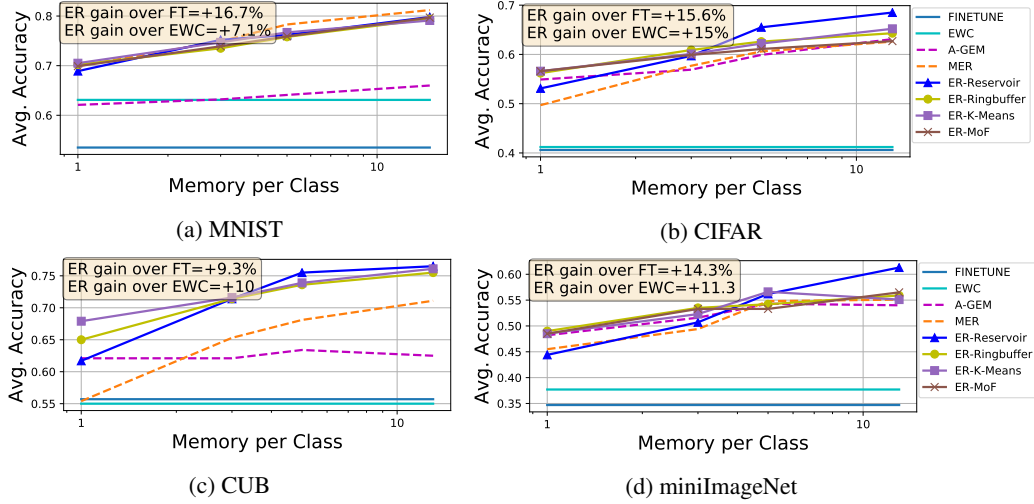 ER gain over FT=+16.7%
ER gain over EWC=+7.1%
0.8
0.7
0.6
Avg. Accuracy
1
10
Memory per Class
(a) MNIST
ER gain over FT=+15.6%
ER gain over EWC=+15%
0.7
0.6
0.5
0.4
Avg. Accuracy
1
10
Memory per Class
(b) CIFAR
FINETUNE
EWC
A-GEM
MER
ER-Reservoir
ER-Ringbuffer
ER-K-Means
ER-MoF
ER gain over FT=+9.3%
ER gain over EWC=+10
0.75
0.70
0.65
0.60
0.55
Avg. Accuracy
1
10
Memory per Class
(c) CUB
ER gain over FT=+14.3%
ER gain over EWC=+11.3
0.60
0.55
0.50
0.45
0.40
0.35
Avg. Accuracy
1
10
Memory per Class
(d) miniImageNet
FINETUNE
EWC
A-GEM
MER
ER-Reservoir
ER-Ringbuffer
ER-K-Means
ER-MoF